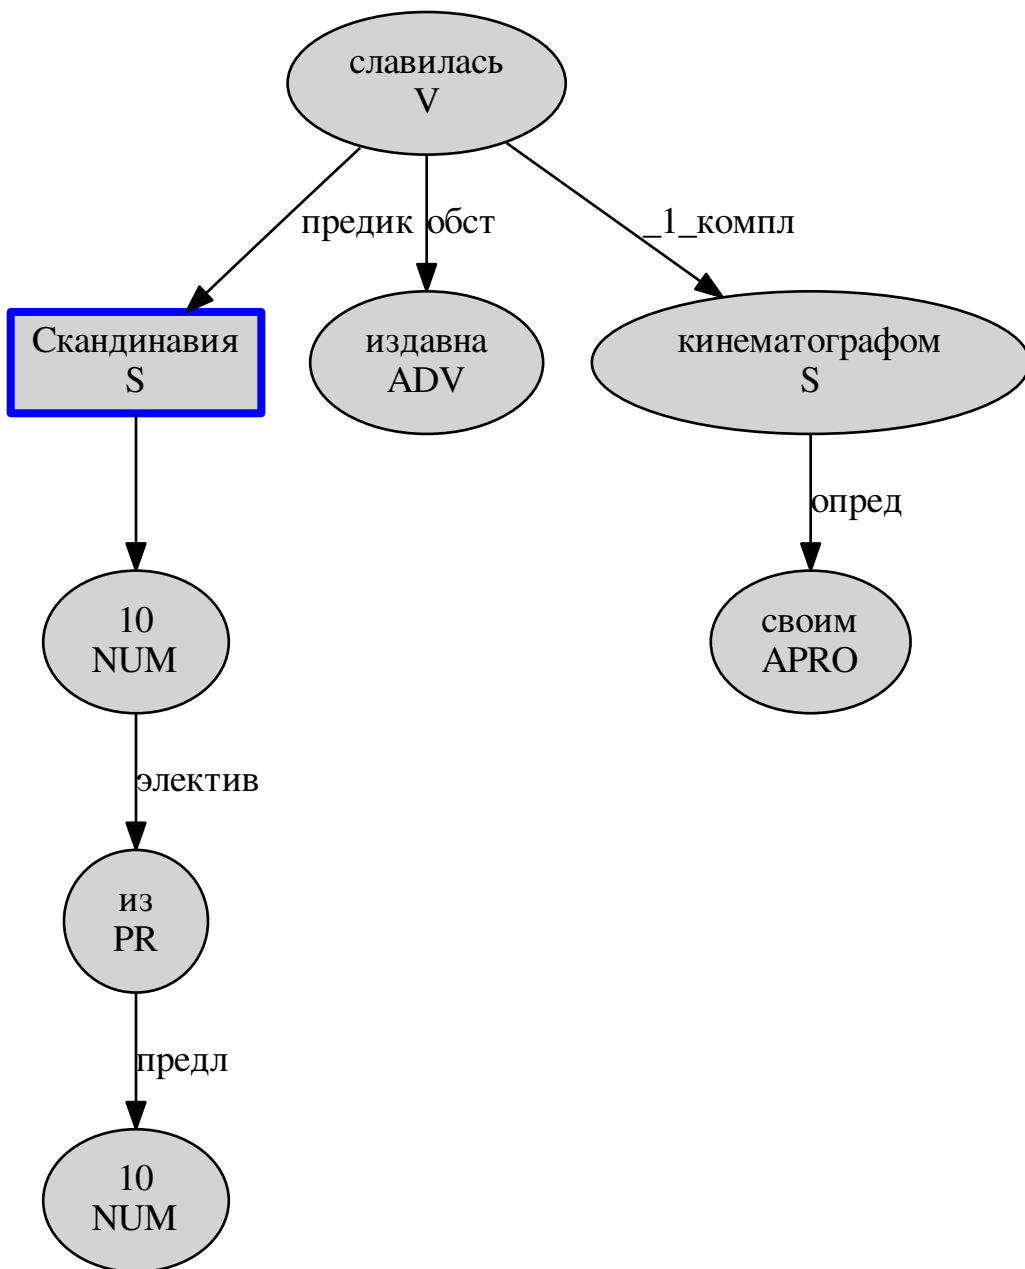 славилась
V
предик
обст
_1_компл
Скандинавия
S
издавна
ADV
кинематографом
S
опред
10
NUM
своим
APRO
электив
из
PR
предл
10
NUM